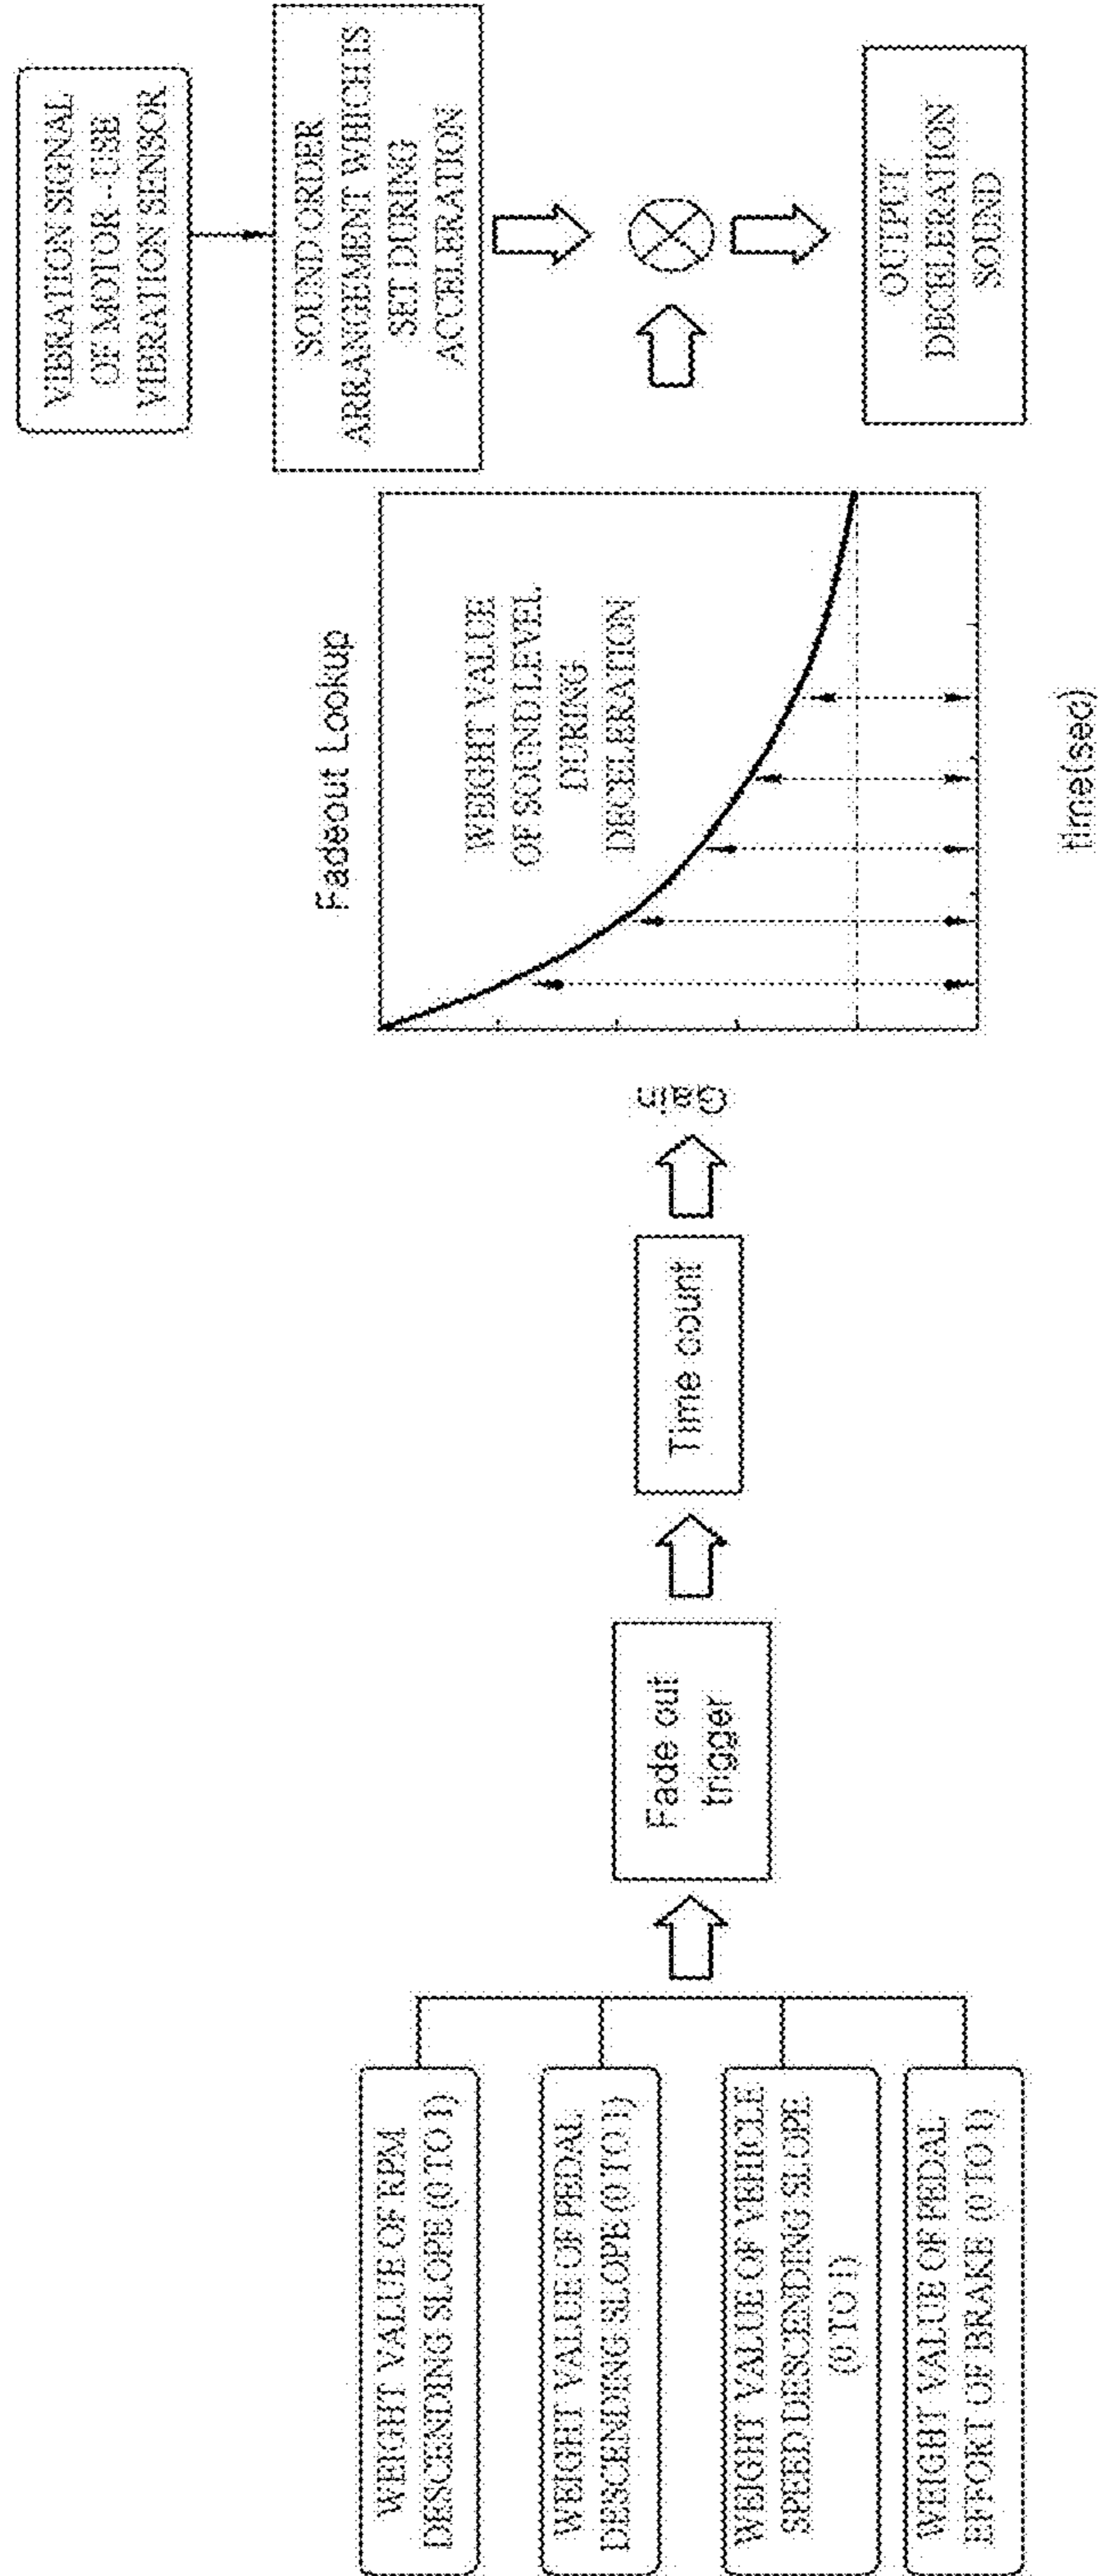 WEIGHT VALUE OF RPM
DESCENDING SLOPE (0 TO 1)
WEIGHT VALUE OF PEDAL
DESCENDING SLOPE (0 TO 1)
WEIGHT VALUE OF VEHICLE
SPEED DESCENDING SLOPE
(0 TO 1)
WEIGHT VALUE OF PEDAL
EFFORT OF BRAKE (0 TO 1)
Fade out
trigger
Time count
Gain
Fadeout Lookup
WEIGHT VALUE
OF SOUND LEVEL
DURING
DECELERATION
time(sec)
VIBRATION SIGNAL
OF MOTOR-USE
VIBRATION SENSOR
SOUND ORDER
ARRANGEMENT WHICH IS
SET DURING
ACCELERATION
OUTPUT
DECELERATION
SOUND